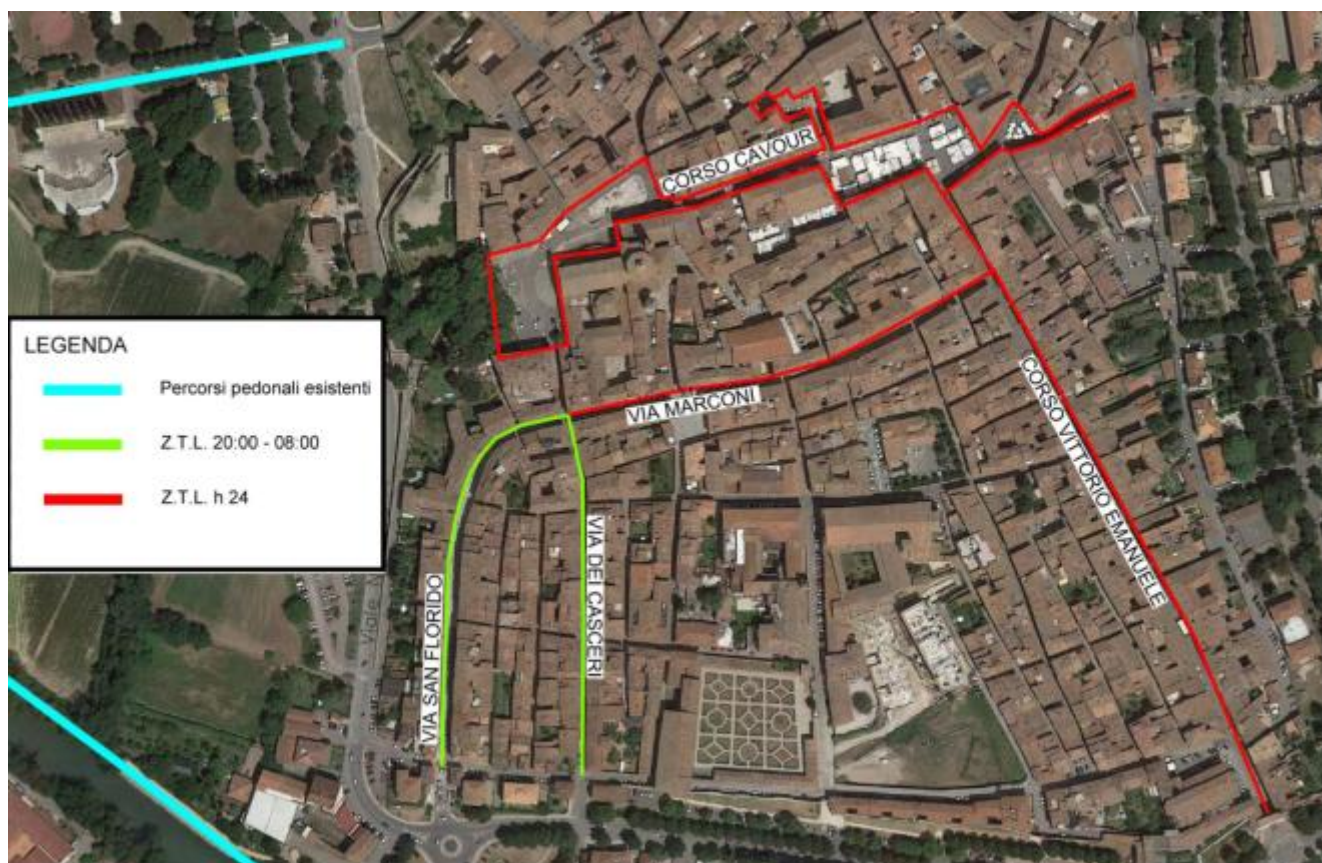 CORSO CAVOUR
LEGENDA
Percorsi pedonali esistenti
Z.T.L. 20:00 - 08:00
Z.T.L. h 24
VIA MARCONI
CORSO VITTORIO EMANUELE
VIA SAN FLORIDO
VIA DEI CASCERI
Viale